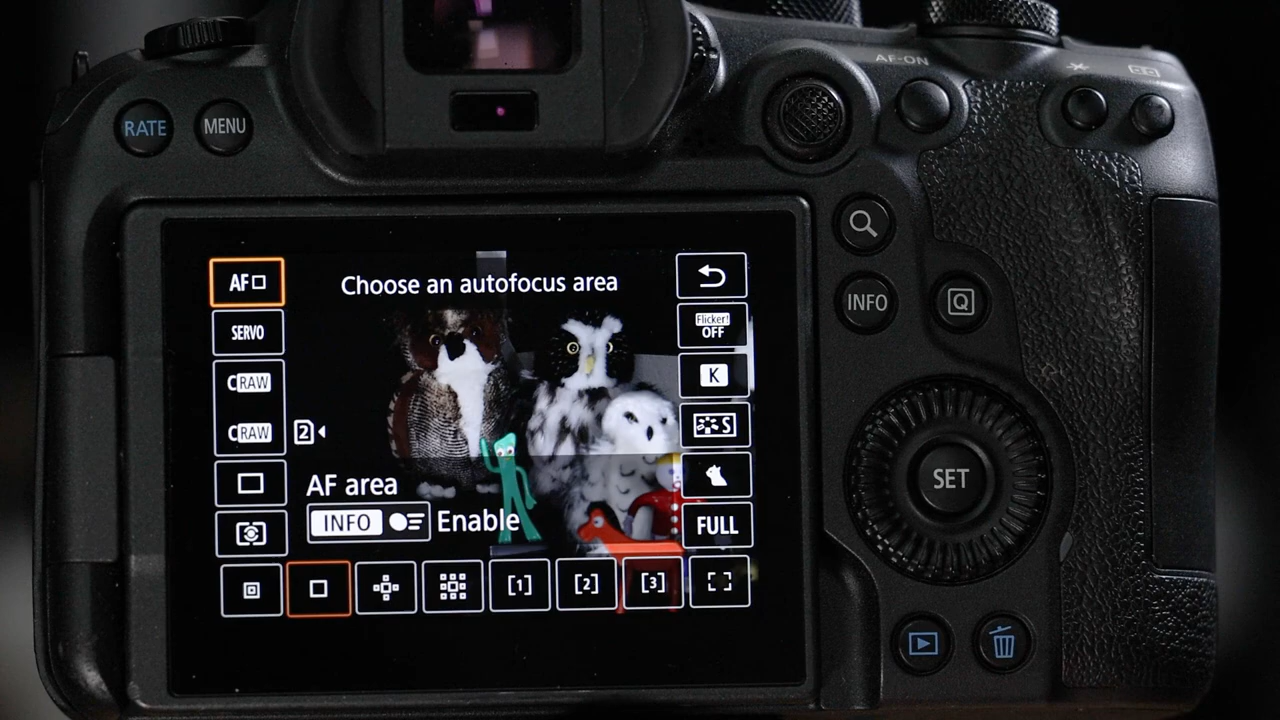 AF-ON
RATE
MENU
INFO
Q
SET
AF
Choose an autofocus area
Flicker!
OFF
SERVO
K
C RAW
S
C RAW
2
AF area
INFO
Enable
FULL
[1]
[2]
[3]